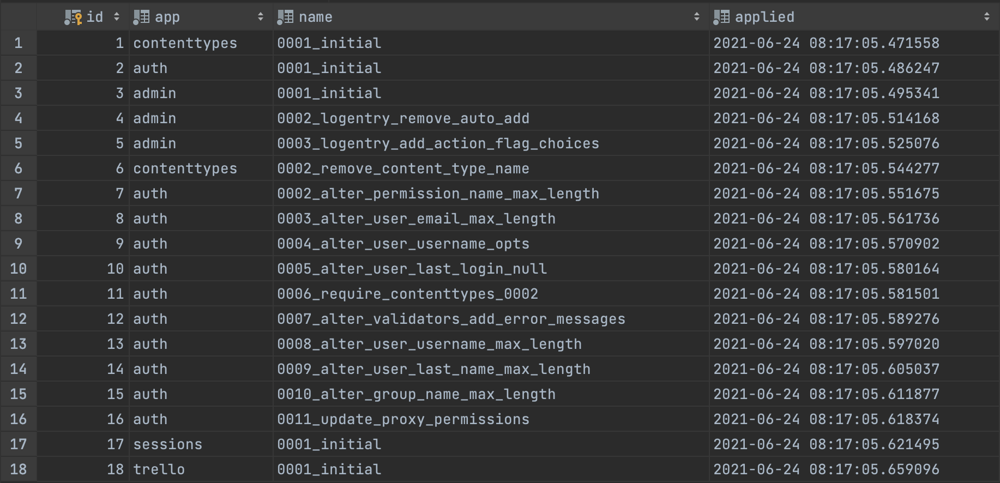 id app name applied
1 1 contenttypes 0001_initial 2021-06-24 08:17:05.471558
2 2 auth 0001_initial 2021-06-24 08:17:05.486247
3 3 admin 0001_initial 2021-06-24 08:17:05.495341
4 4 admin 0002_logentry_remove_auto_add 2021-06-24 08:17:05.514168
5 5 admin 0003_logentry_add_action_flag_choices 2021-06-24 08:17:05.525076
6 6 contenttypes 0002_remove_content_type_name 2021-06-24 08:17:05.544277
7 7 auth 0002_alter_permission_name_max_length 2021-06-24 08:17:05.551675
8 8 auth 0003_alter_user_email_max_length 2021-06-24 08:17:05.561736
9 9 auth 0004_alter_user_username_opts 2021-06-24 08:17:05.570902
10 10 auth 0005_alter_user_last_login_null 2021-06-24 08:17:05.580164
11 11 auth 0006_require_contenttypes_0002 2021-06-24 08:17:05.581501
12 12 auth 0007_alter_validators_add_error_messages 2021-06-24 08:17:05.589276
13 13 auth 0008_alter_user_username_max_length 2021-06-24 08:17:05.597020
14 14 auth 0009_alter_user_last_name_max_length 2021-06-24 08:17:05.605037
15 15 auth 0010_alter_group_name_max_length 2021-06-24 08:17:05.611877
16 16 auth 0011_update_proxy_permissions 2021-06-24 08:17:05.618374
17 17 sessions 0001_initial 2021-06-24 08:17:05.621495
18 18 trello 0001_initial 2021-06-24 08:17:05.659096